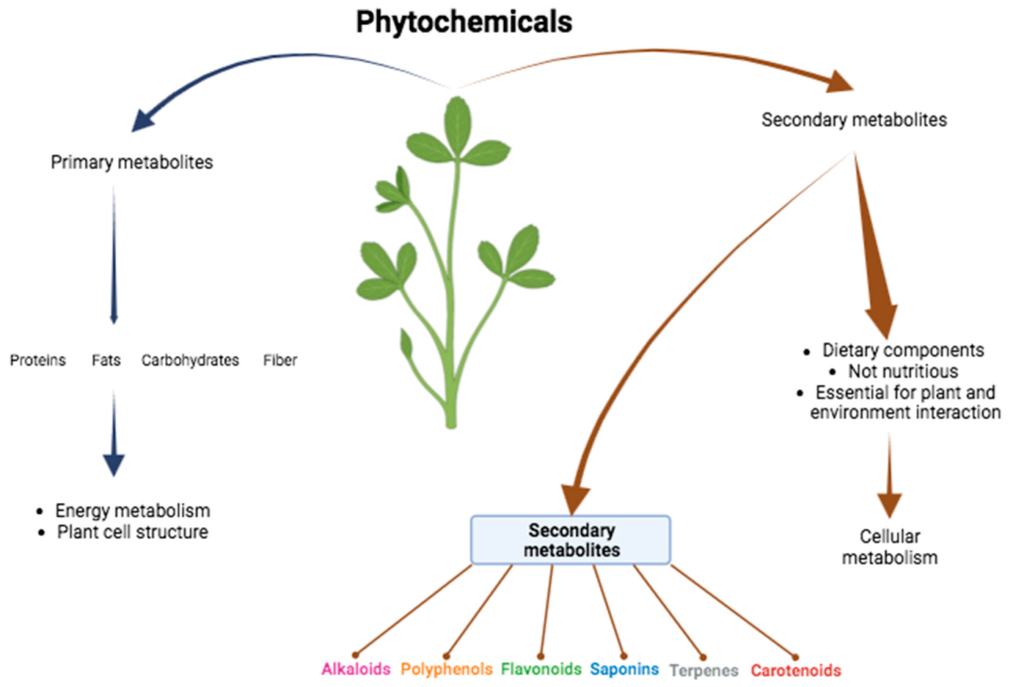 Phytochemicals
Primary metabolites
Secondary metabolites
Proteins Fats Carbohydrates Fiber
• Energy metabolism
• Plant cell structure
• Dietary components
• Not nutritious
• Essential for plant and
environment interaction
Cellular
metabolism
Secondary
metabolites
Alkaloids Polyphenols Flavonoids Saponins Terpenes Carotenoids